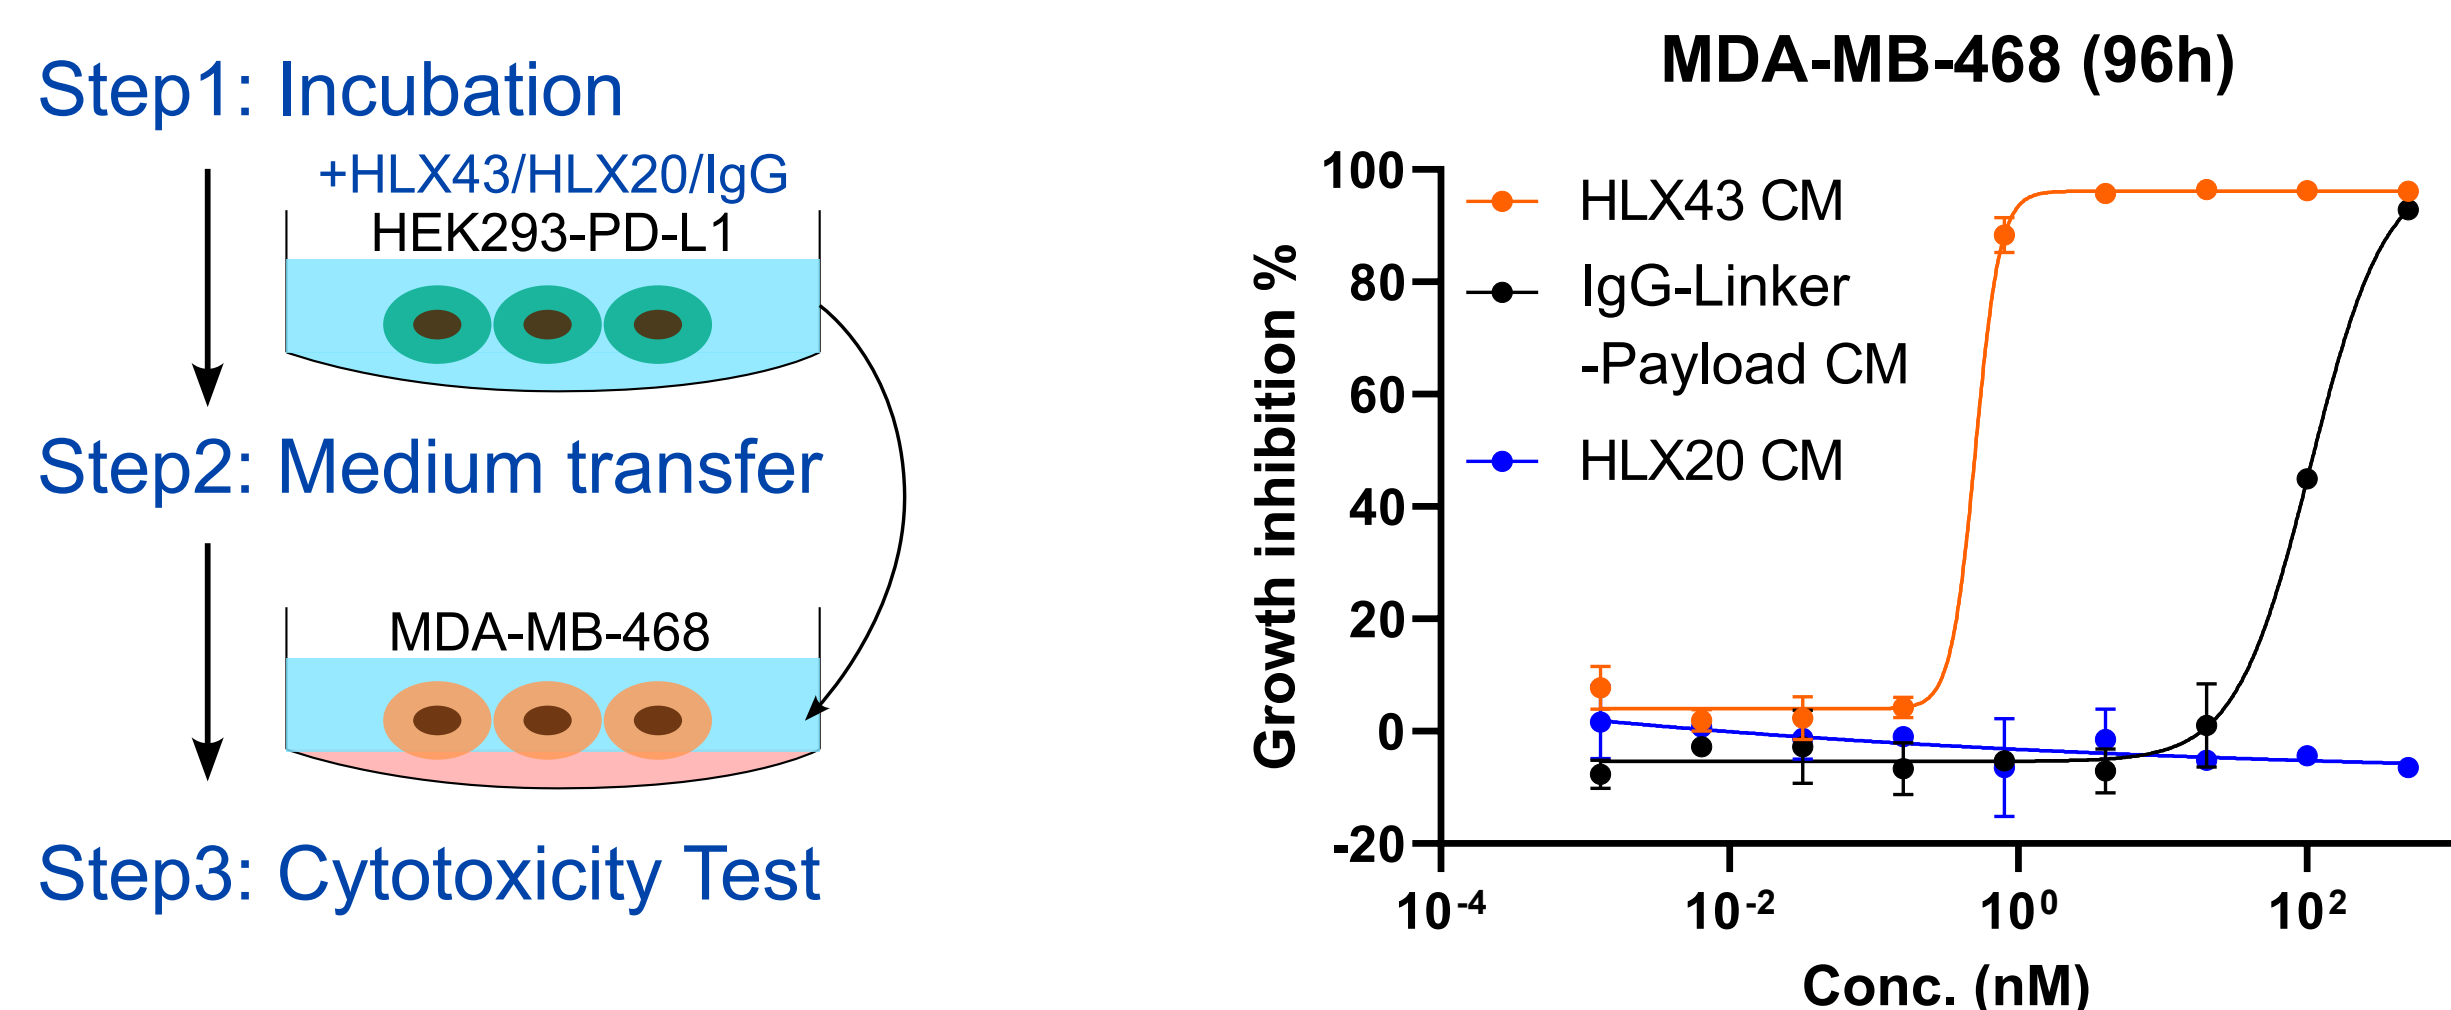 Step1: Incubation
+HLX43/HLX20/IgG
HEK293-PD-L1
Step2: Medium transfer
MDA-MB-468
Step3: Cytotoxicity Test
MDA-MB-468 (96h)
Growth inhibition %
100
80
60
40
20
0
-20
HLX43 CM
IgG-Linker
-Payload CM
HLX20 CM
10⁻⁴
10⁻²
10⁰
10²
Conc. (nM)